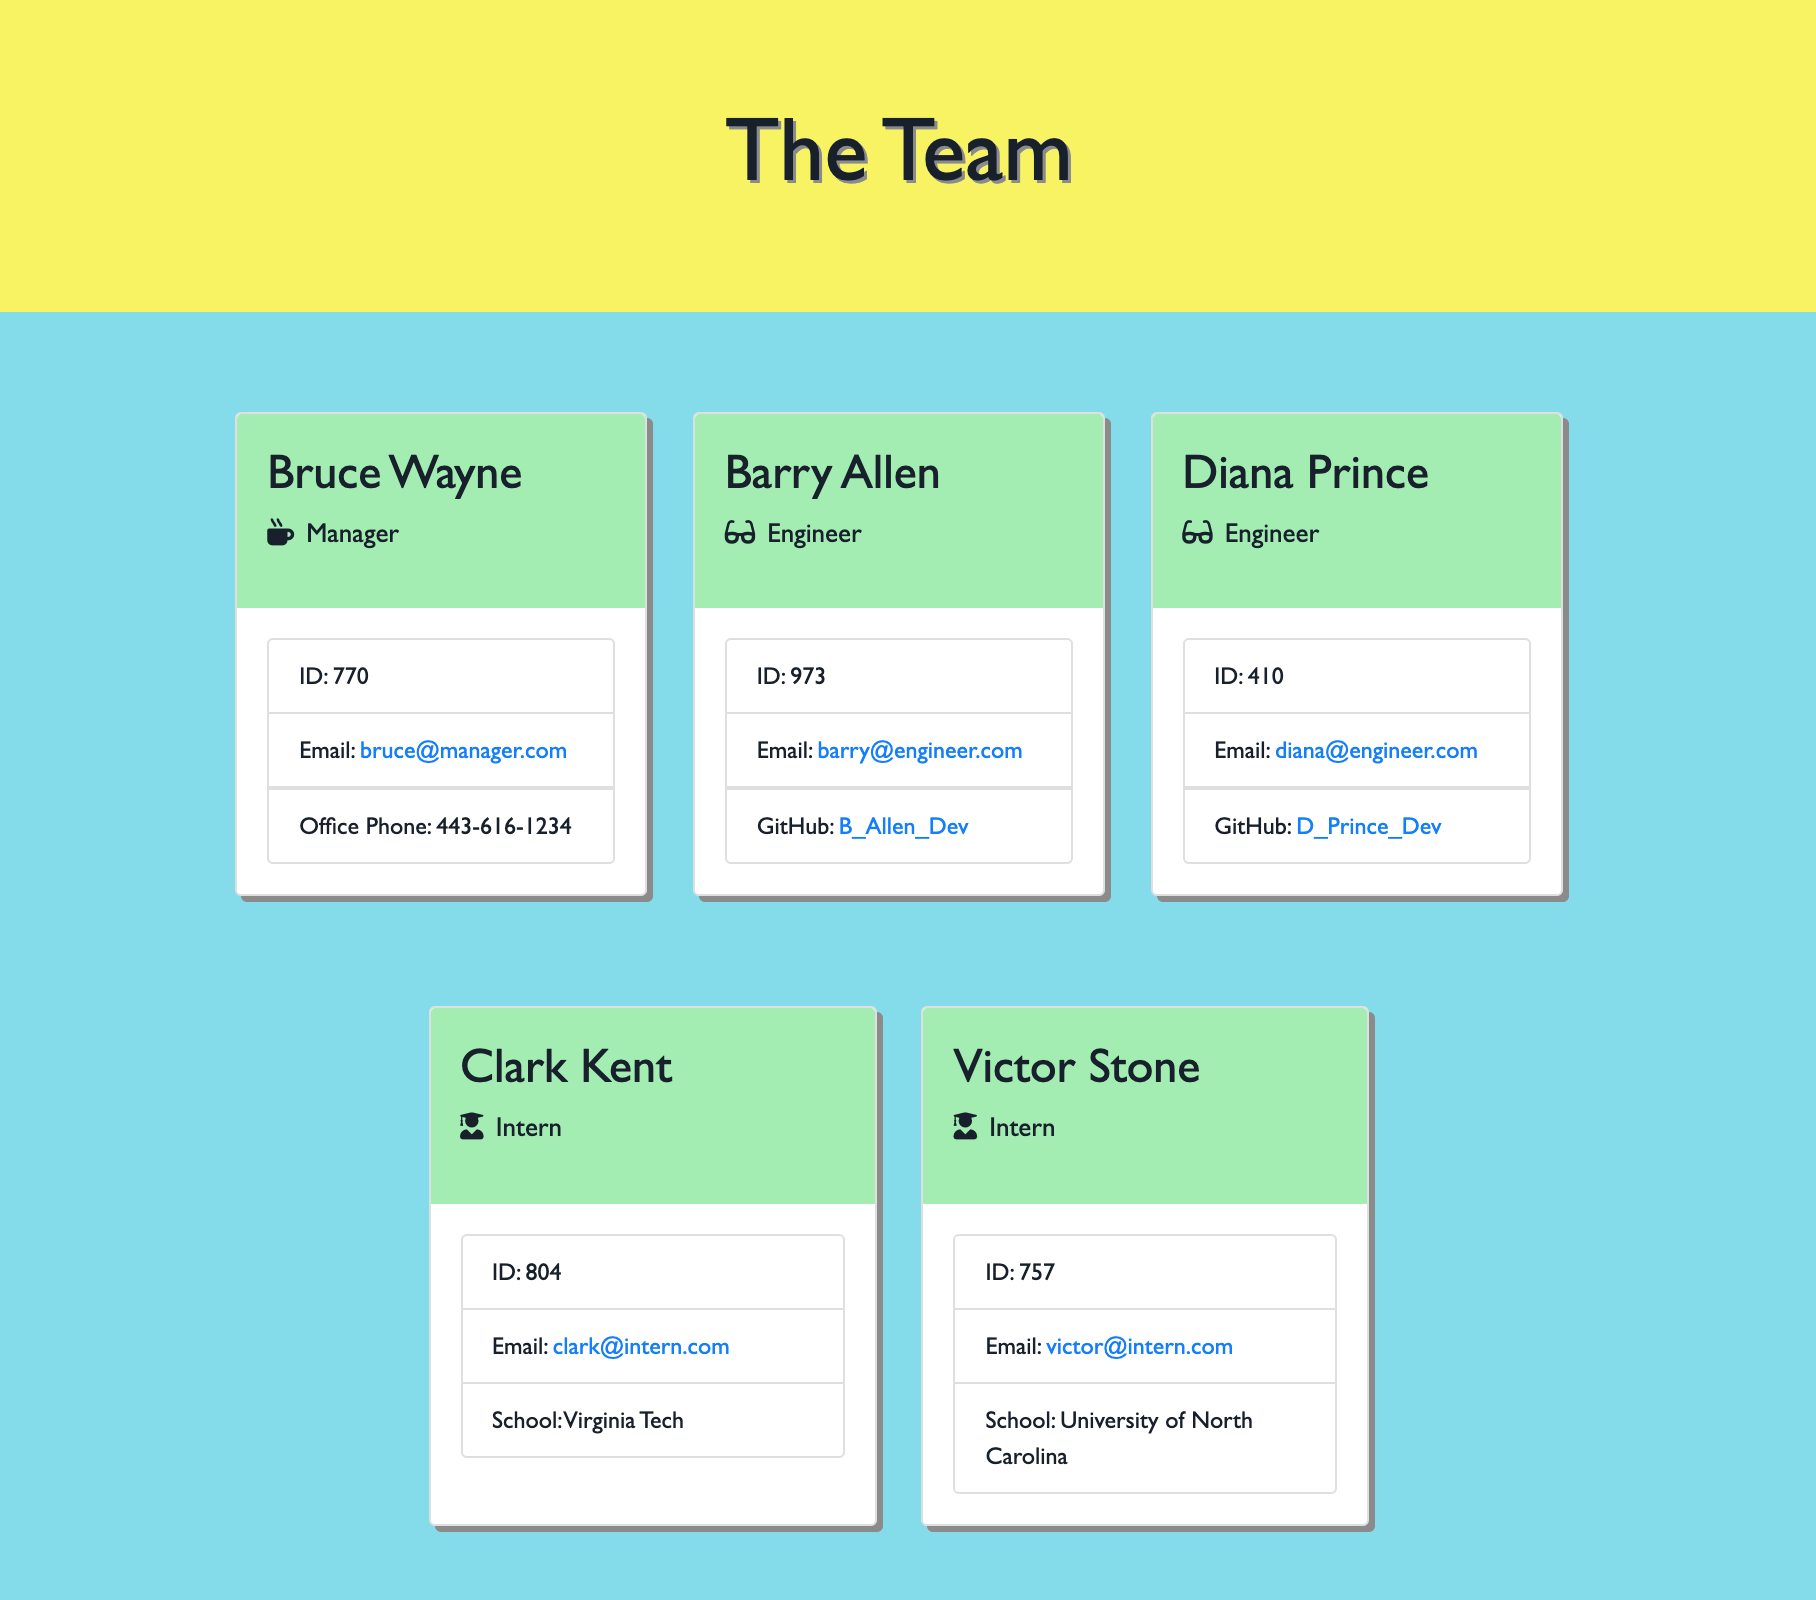 The Team
Bruce Wayne
Manager
ID: 770
Email: bruce@manager.com
Office Phone: 443-616-1234
Barry Allen
Engineer
ID: 973
Email: barry@engineer.com
GitHub: B_Allen_Dev
Diana Prince
Engineer
ID: 410
Email: diana@engineer.com
GitHub: D_Prince_Dev
Clark Kent
Intern
ID: 804
Email: clark@intern.com
School: Virginia Tech
Victor Stone
Intern
ID: 757
Email: victor@intern.com
School: University of North
Carolina